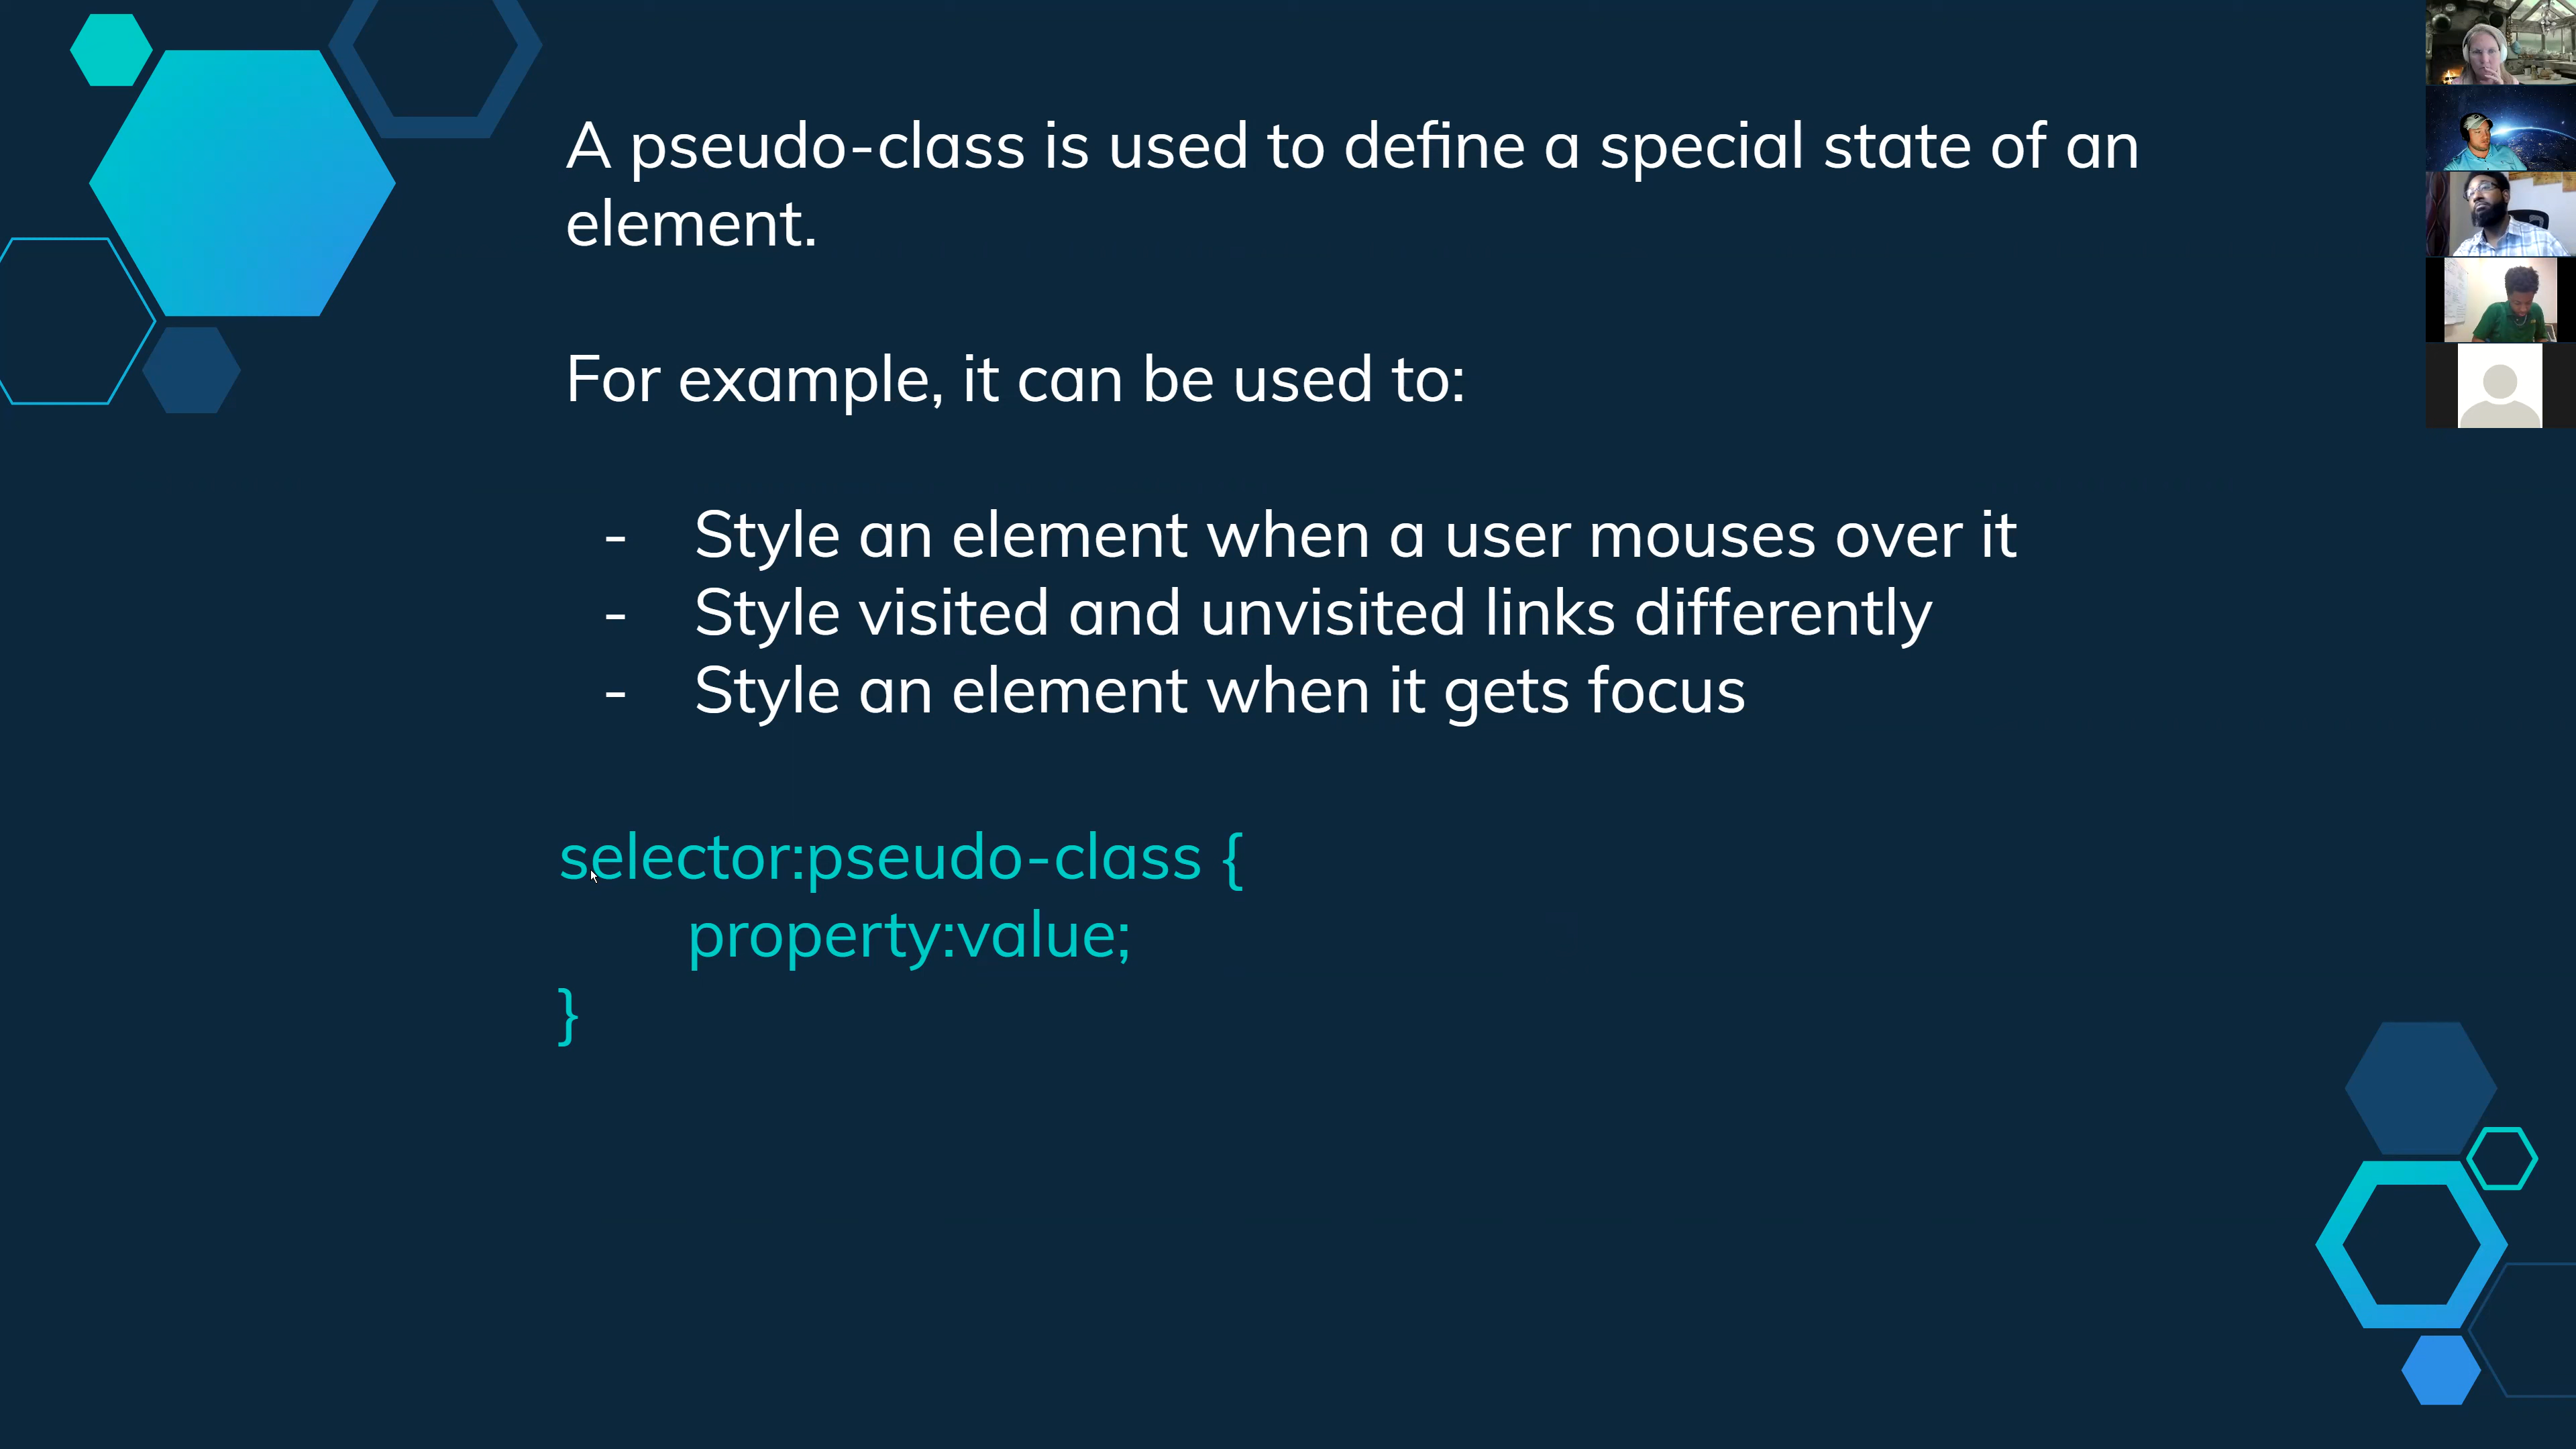 A pseudo-class is used to define a special state of an
element.
For example, it can be used to:
- Style an element when a user mouses over it
- Style visited and unvisited links differently
- Style an element when it gets focus
selector:pseudo-class {
property:value;
}